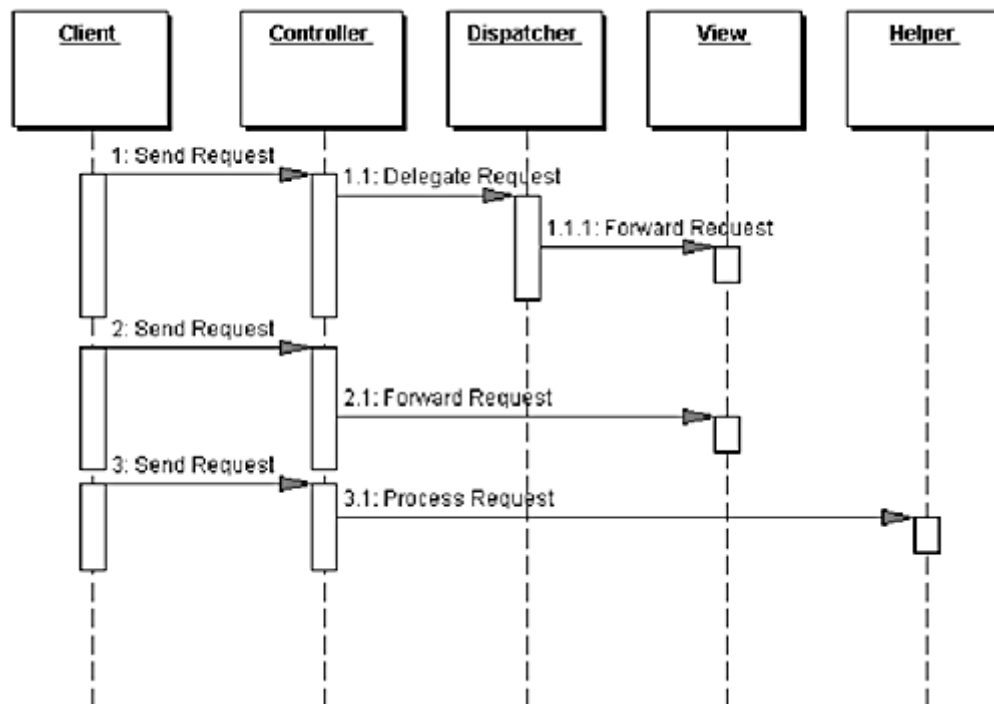 Client
Controller
Dispatcher
View
Helper
1: Send Request
1.1: Delegate Request
1.1.1: Forward Request
2: Send Request
2.1: Forward Request
3: Send Request
3.1: Process Request